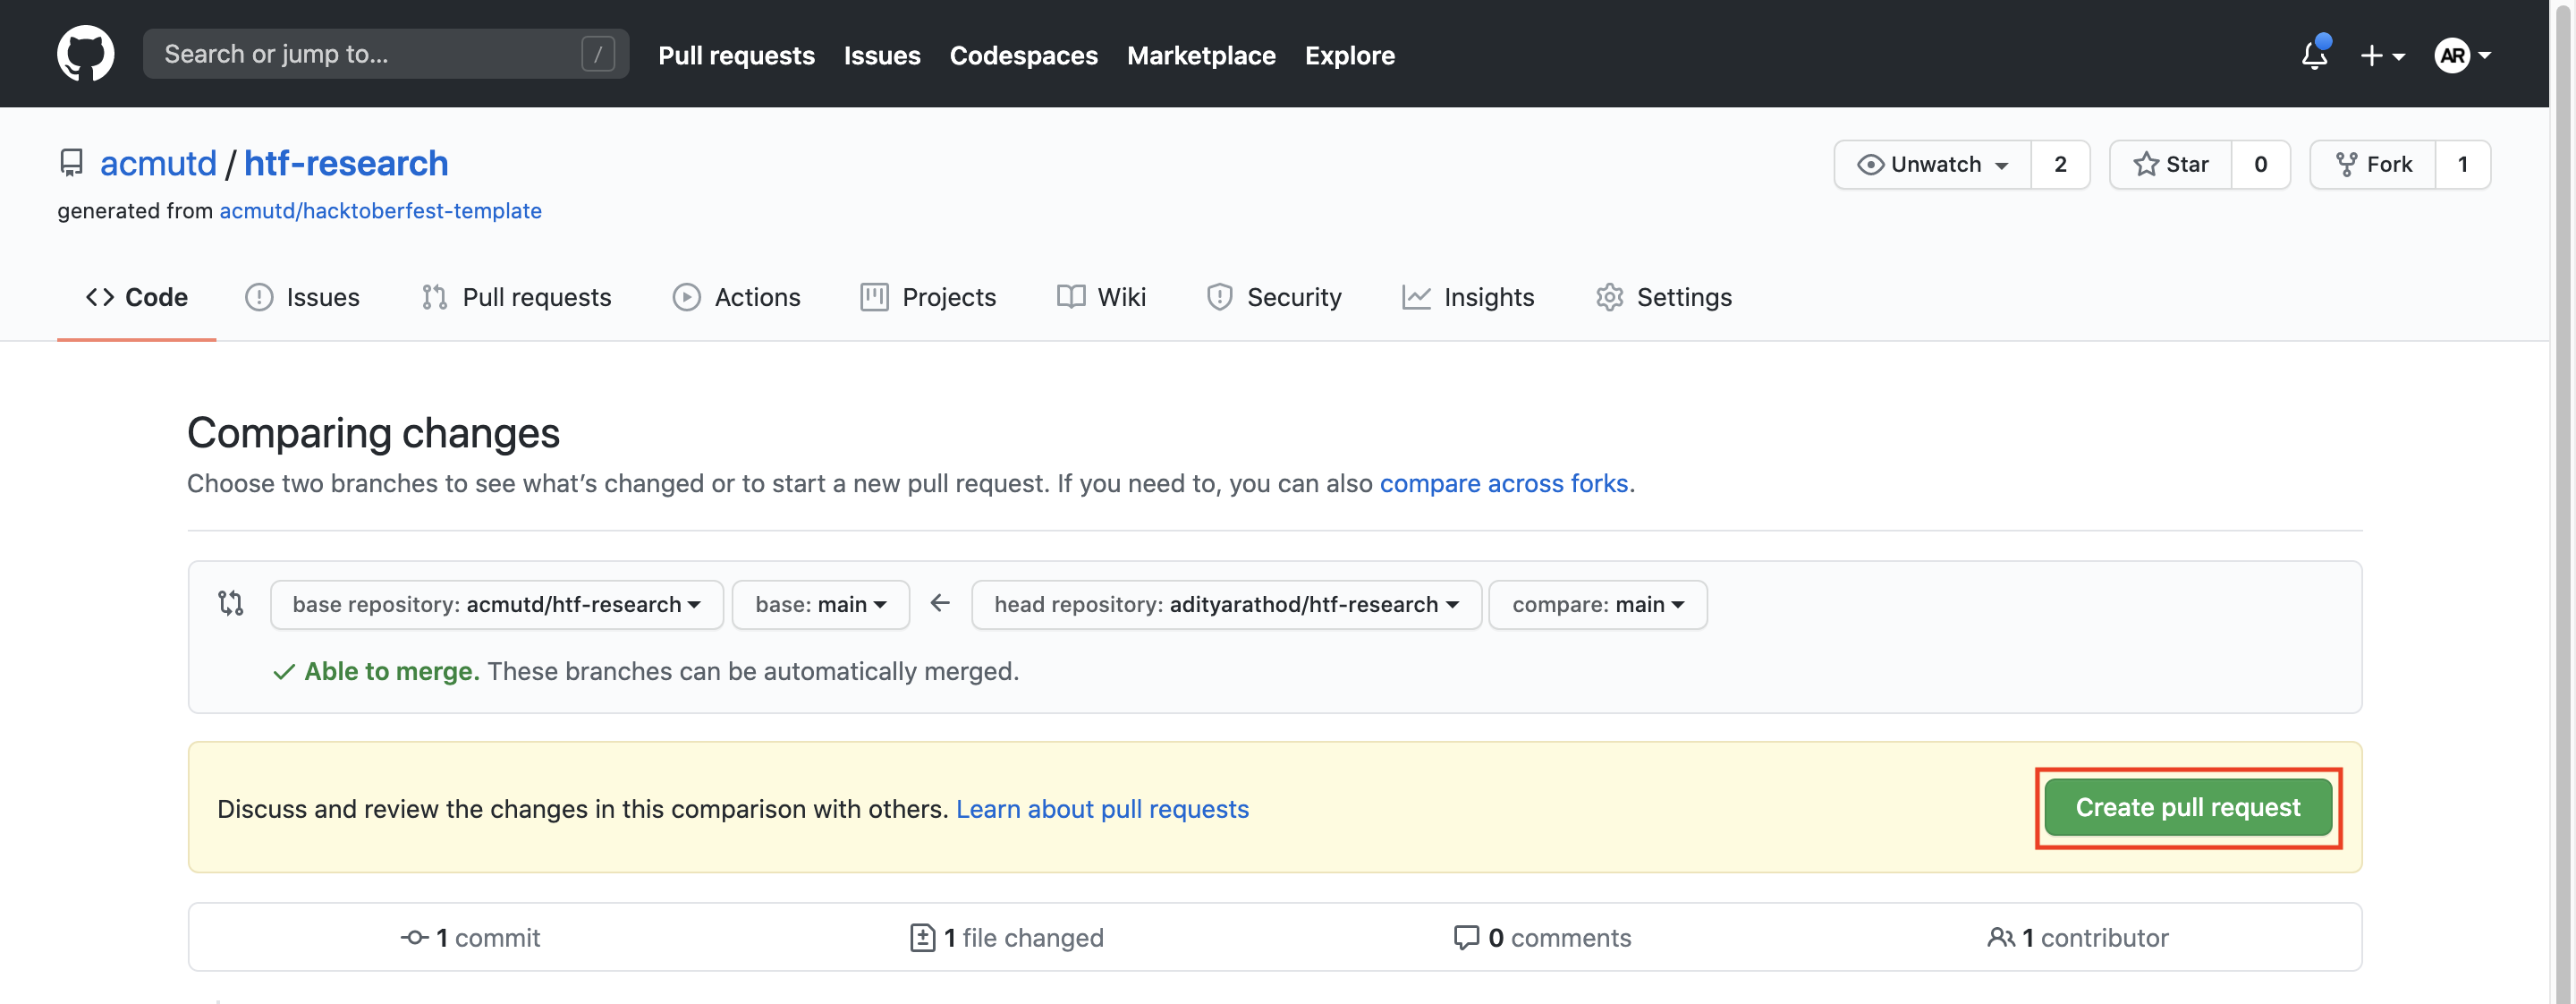 Search or jump to... / Pull requests Issues Codespaces Marketplace Explore AR
acmutd / htf-research Unwatch 2 Star 0 Fork 1
generated from acmutd/hacktoberfest-template
Code Issues Pull requests Actions Projects Wiki Security Insights Settings
Comparing changes
Choose two branches to see what’s changed or to start a new pull request. If you need to, you can also compare across forks.
base repository: acmutd/htf-research base: main ← head repository: adityarathod/htf-research compare: main
✓ Able to merge. These branches can be automatically merged.
Discuss and review the changes in this comparison with others. Learn about pull requests Create pull request
1 commit 1 file changed 0 comments 1 contributor